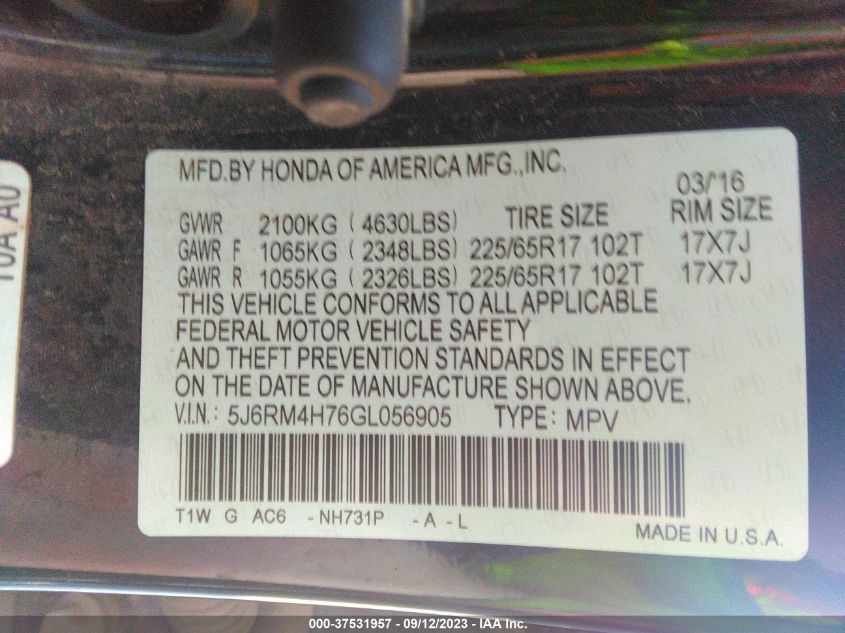 10A A0
MFD.BY HONDA OF AMERICA MFG.,INC.
03/'16
GVWR 2100KG ( 4630LBS) TIRE SIZE RIM SIZE
GAWR F 1065KG ( 2348LBS) 225/65R17 102T 17X7J
GAWR R 1055KG ( 2326LBS) 225/65R17 102T 17X7J
THIS VEHICLE CONFORMS TO ALL APPLICABLE
FEDERAL MOTOR VEHICLE SAFETY
AND THEFT PREVENTION STANDARDS IN EFFECT
ON THE DATE OF MANUFACTURE SHOWN ABOVE.
V.I.N.: 5J6RM4H76GL056905 TYPE: MPV
T1W G AC6 - NH731P - A - L
MADE IN U.S.A.
000-37531957 - 09/12/2023 - IAA Inc.